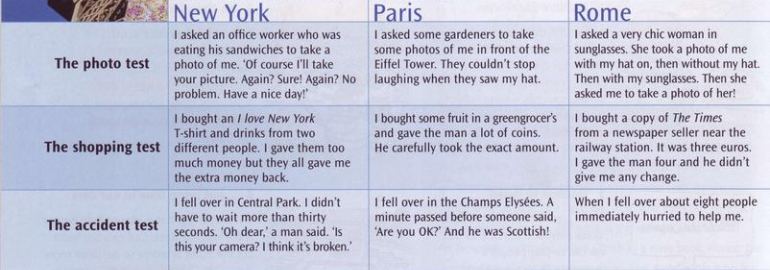 New York
Paris
Rome
The photo test
I asked an office worker who was
eating his sandwiches to take a
photo of me. 'Of course I'll take
your picture. Again? Sure! Again? No
problem. Have a nice day!'
I asked some gardeners to take
some photos of me in front of the
Eiffel Tower. They couldn't stop
laughing when they saw my hat.
I asked a very chic woman in
sunglasses. She took a photo of me
with my hat on, then without my hat.
Then with my sunglasses. Then she
asked me to take a photo of her!
The shopping test
I bought an I love New York
T-shirt and drinks from two
different people. I gave them too
much money but they all gave me
the extra money back.
I bought some fruit in a greengrocer's
and gave the man a lot of coins.
He carefully took the exact amount.
I bought a copy of The Times
from a newspaper seller near the
railway station. It was three euros.
I gave the man four and he didn't
give me any change.
The accident test
I fell over in Central Park. I didn't
have to wait more than thirty
seconds. 'Oh dear,' a man said. 'Is
this your camera? I think it's broken.'
I fell over in the Champs Elysées. A
minute passed before someone said,
'Are you OK?' And he was Scottish!
When I fell over about eight people
immediately hurried to help me.